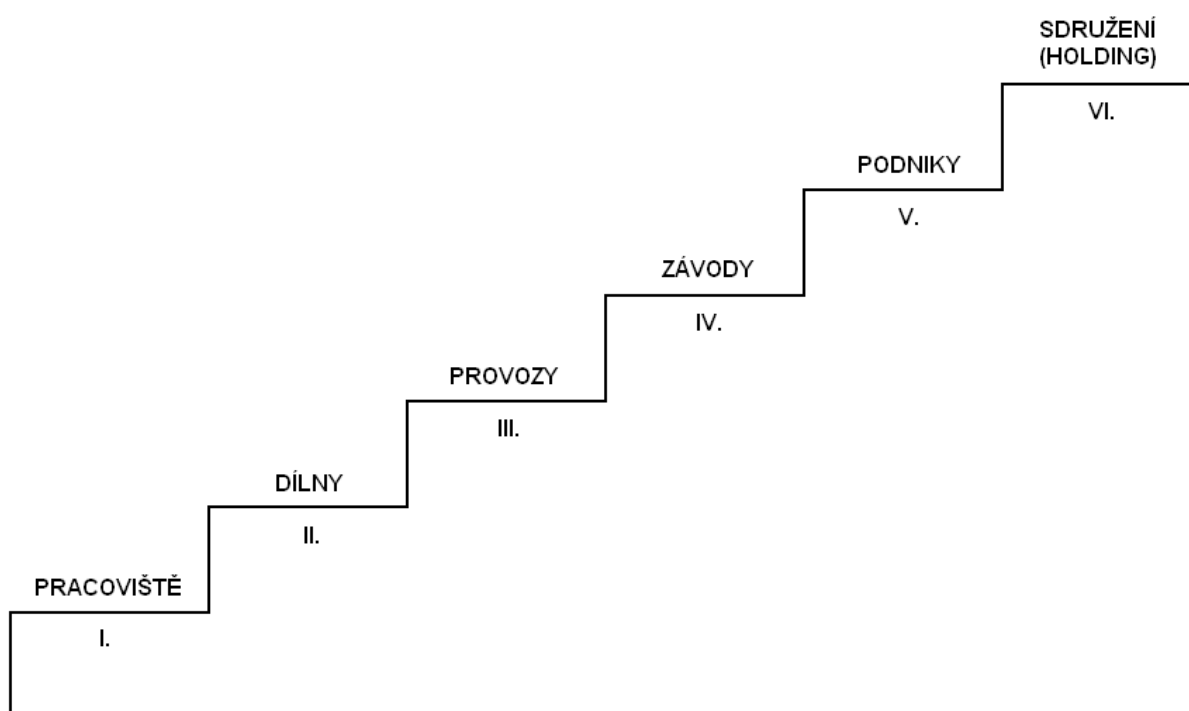 SDRUŽENÍ
(HOLDING)
VI.
PODNIKY
V.
ZÁVODY
IV.
PROVOZY
III.
DÍLNY
II.
PRACOVIŠTĚ
I.